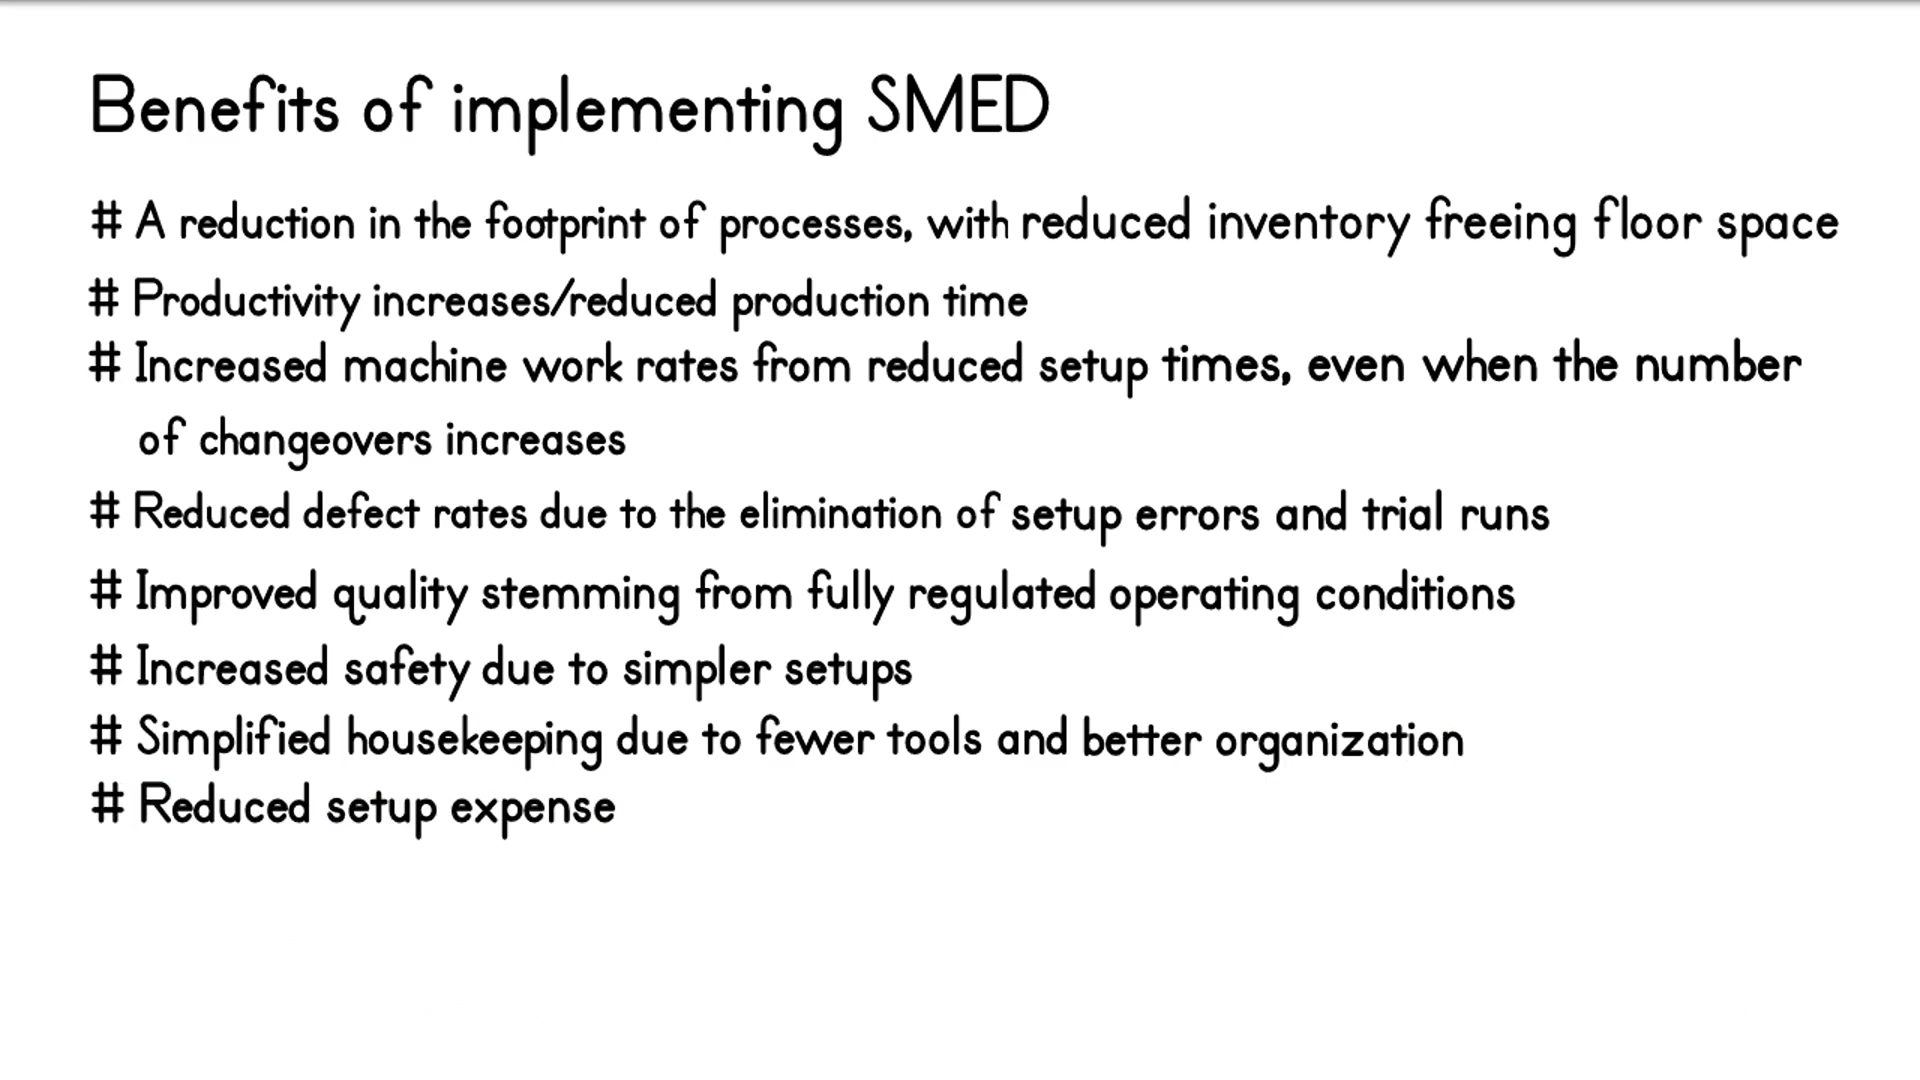 Benefits of implementing SMED
# A reduction in the footprint of processes, with reduced inventory freeing floor space
# Productivity increases/reduced production time
# Increased machine work rates from reduced setup times, even when the number
of changeovers increases
# Reduced defect rates due to the elimination of setup errors and trial runs
# Improved quality stemming from fully regulated operating conditions
# Increased safety due to simpler setups
# Simplified housekeeping due to fewer tools and better organization
# Reduced setup expense